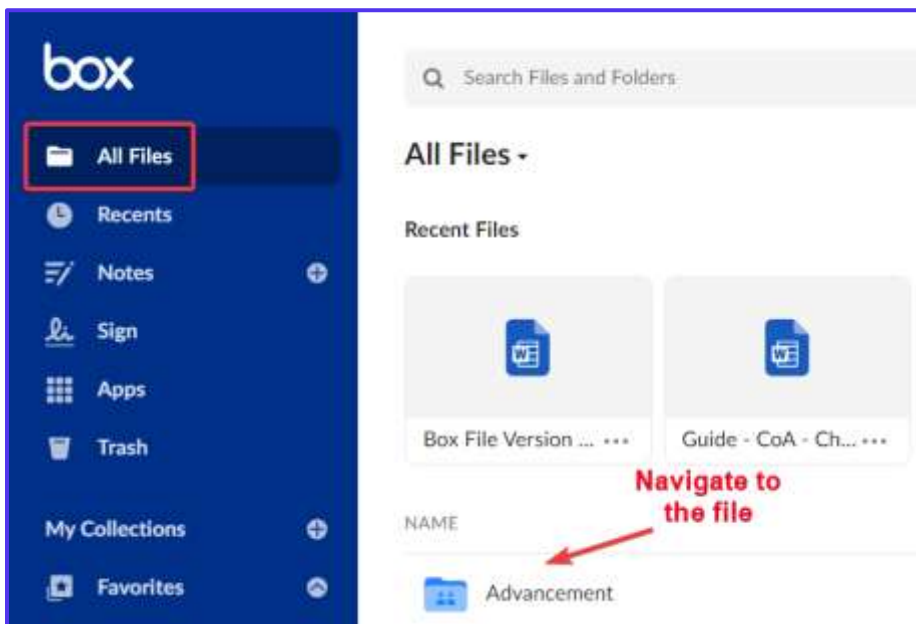 box
All Files
Recents
Notes
Sign
Apps
Trash
My Collections
Favorites
Search Files and Folders
All Files
Recent Files
Box File Version ... ...
Guide - CoA - Ch... ...
Navigate to
the file
NAME
Advancement